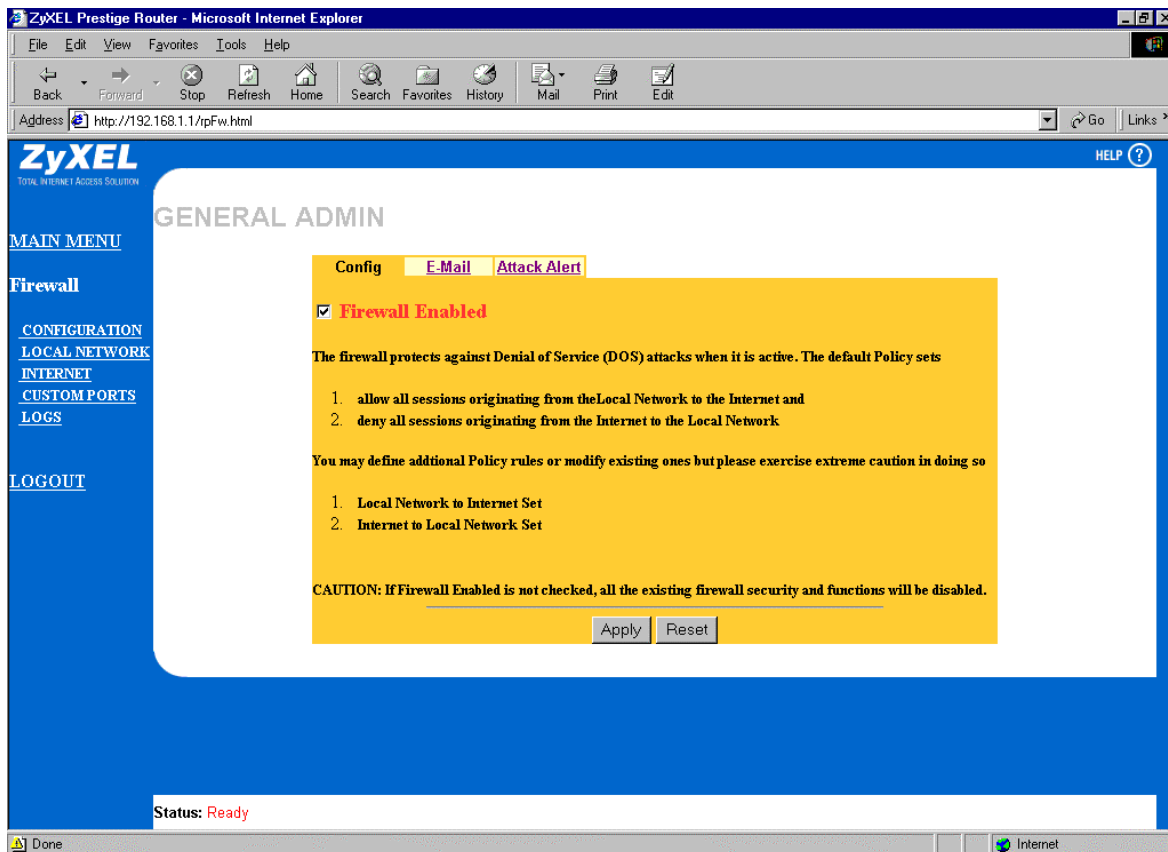 ZyXEL Prestige Router - Microsoft Internet Explorer
File Edit View Favorites Tools Help
Back Forward Stop Refresh Home Search Favorites History Mail Print Edit
Address http://192.168.1.1/rpFw.html Go Links
ZyXEL
TOTAL INTERNET ACCESS SOLUTION
HELP ?
GENERAL ADMIN
MAIN MENU
Firewall
CONFIGURATION
LOCAL NETWORK
INTERNET
CUSTOM PORTS
LOGS
LOGOUT
Config E-Mail Attack Alert
Firewall Enabled
The firewall protects against Denial of Service (DOS) attacks when it is active. The default Policy sets
1. allow all sessions originating from theLocal Network to the Internet and
2. deny all sessions originating from the Internet to the Local Network
You may define addtional Policy rules or modify existing ones but please exercise extreme caution in doing so
1. Local Network to Internet Set
2. Internet to Local Network Set
CAUTION: If Firewall Enabled is not checked, all the existing firewall security and functions will be disabled.
Apply Reset
Status: Ready
Done Internet